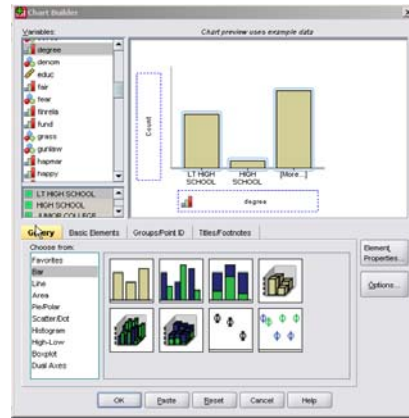 Chart Builder
Variables:
Chart preview uses example data
degree
denom
educ
fair
fear
finrela
fund
grass
gunlaw
hapmar
happy
LT HIGH SCHOOL
HIGH SCHOOL
JUNIOR COLLEGE
Count
LT HIGH SCHOOL
HIGH SCHOOL
[More...]
degree
Gallery
Basic Elements
Groups/Point ID
Titles/Footnotes
Choose from:
Favorites
Bar
Line
Area
Pie/Polar
Scatter/Dot
Histogram
High-Low
Boxplot
Dual Axes
Element Properties...
Options...
OK
Paste
Reset
Cancel
Help